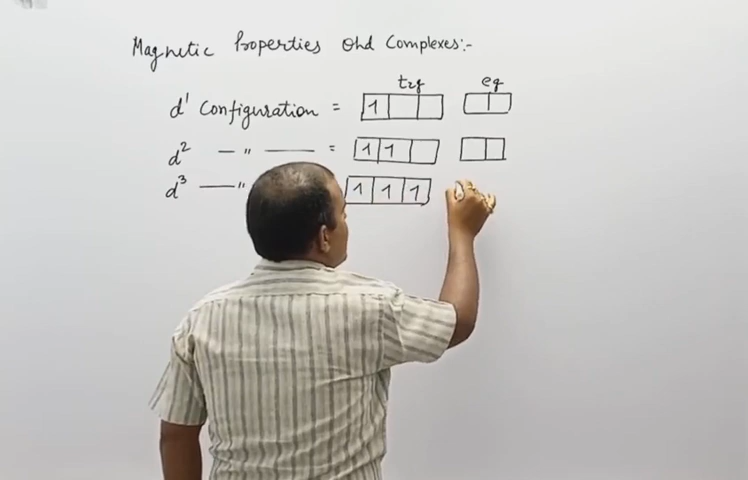 Magnetic Properties Ohd Complexes:-
t2g eg
d¹ Configuration = 1
d² — " — = 1 1
d³ — " 1 1 1